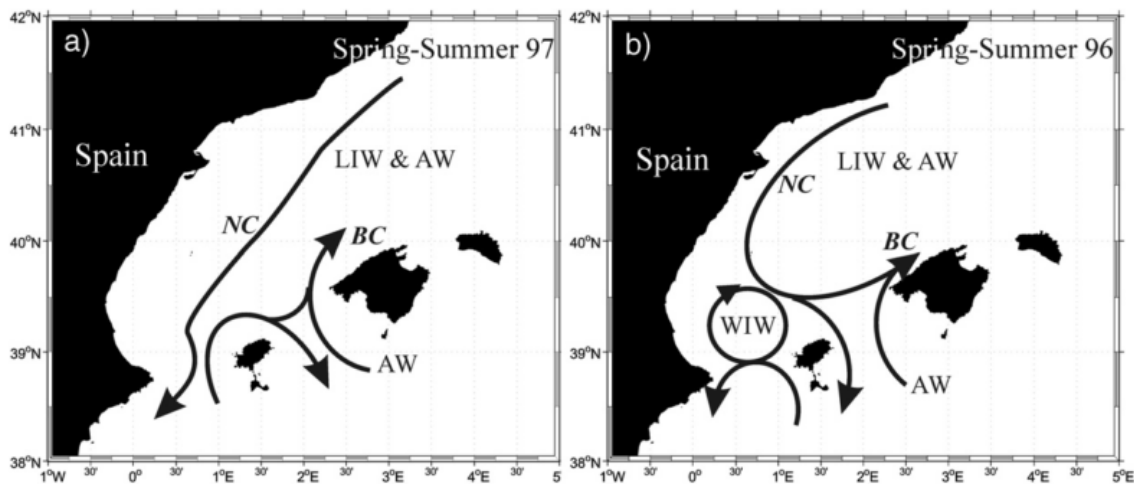 a)
Spring-Summer 97
Spain
LIW & AW
NC
BC
AW
42°N
41°N
40°N
39°N
38°N
1°W 30' 0° 30' 1°E 30' 2°E 30' 3°E 30' 4°E 30' 5
b)
Spring-Summer 96
Spain
LIW & AW
NC
BC
WIW
AW
42°N
41°N
40°N
39°N
38°N
1°W 30' 0° 30' 1°E 30' 2°E 30' 3°E 30' 4°E 30' 5°E